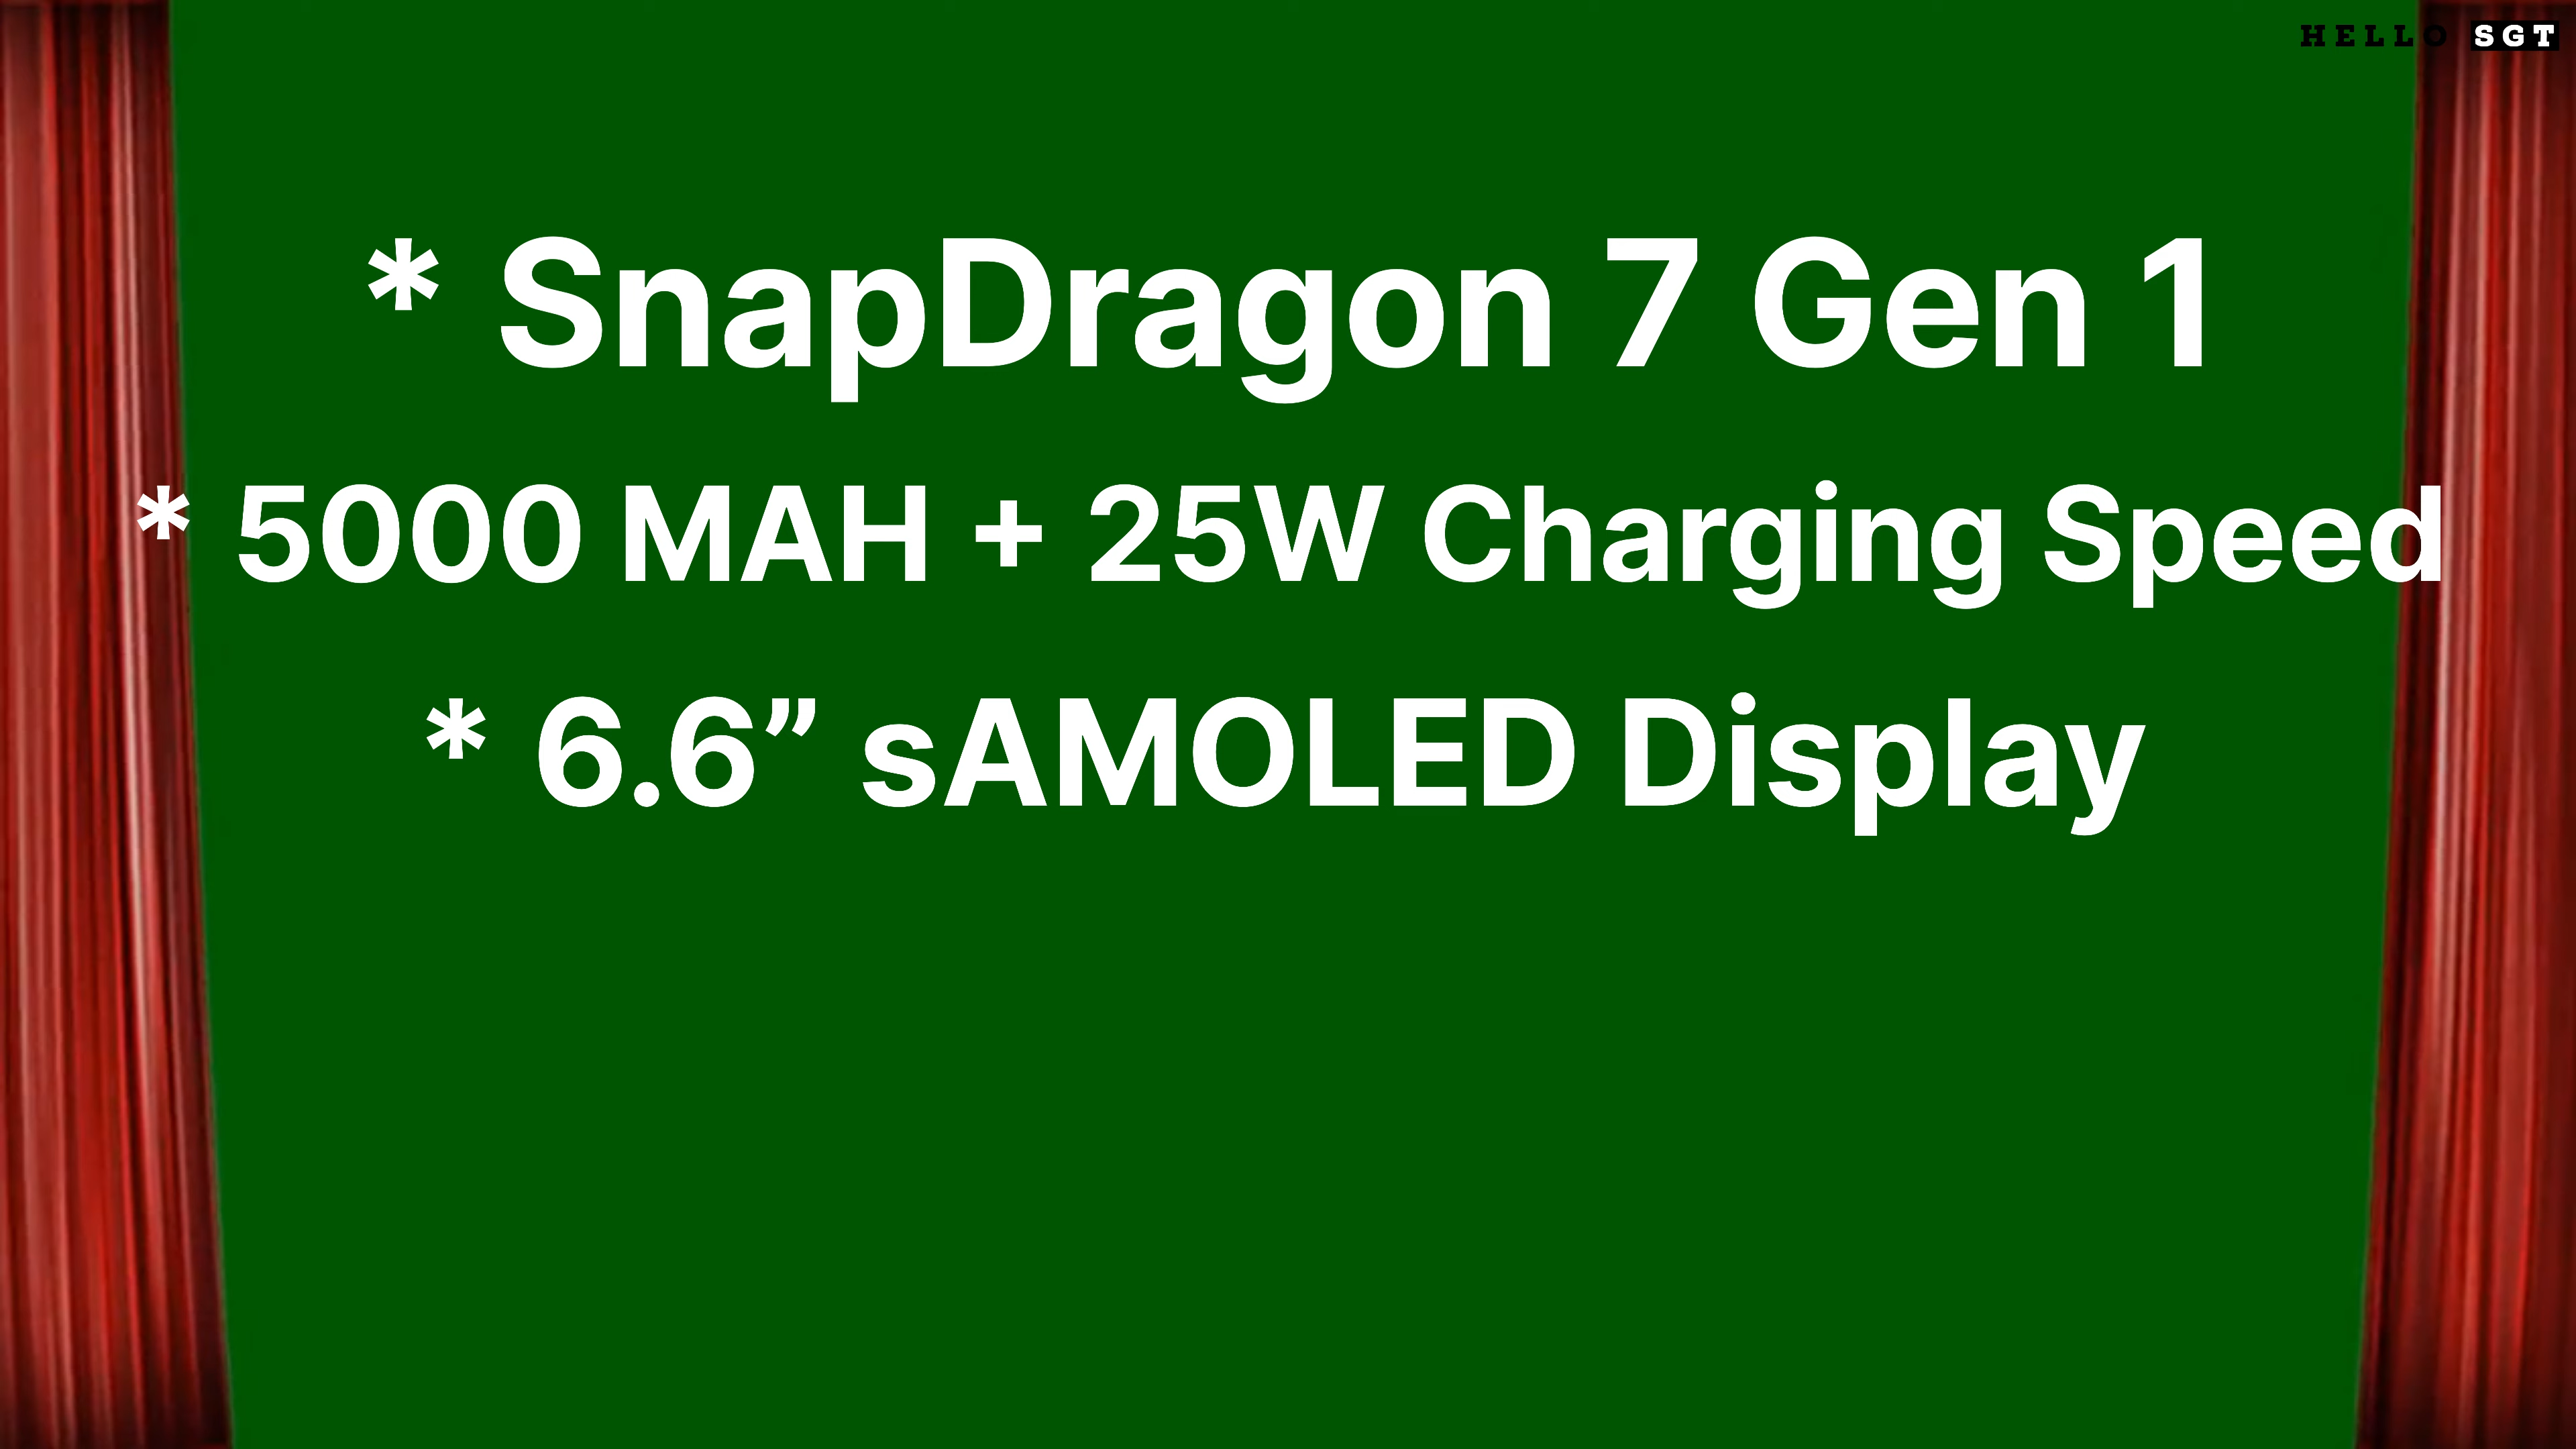 HELLO SGT
* SnapDragon 7 Gen 1
* 5000 MAH + 25W Charging Speed
* 6.6” sAMOLED Display